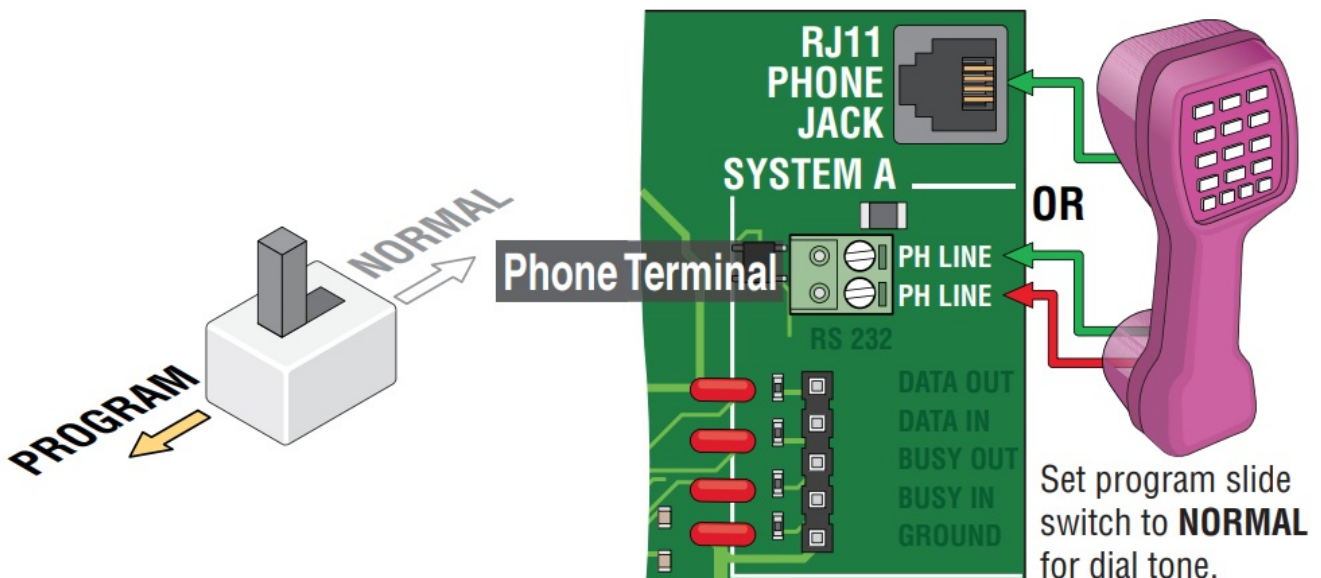 NORMAL
PROGRAM
RJ11
PHONE
JACK
SYSTEM A
OR
Phone Terminal
PH LINE
PH LINE
RS 232
DATA OUT
DATA IN
BUSY OUT
BUSY IN
GROUND
Set program slide
switch to NORMAL
for dial tone.